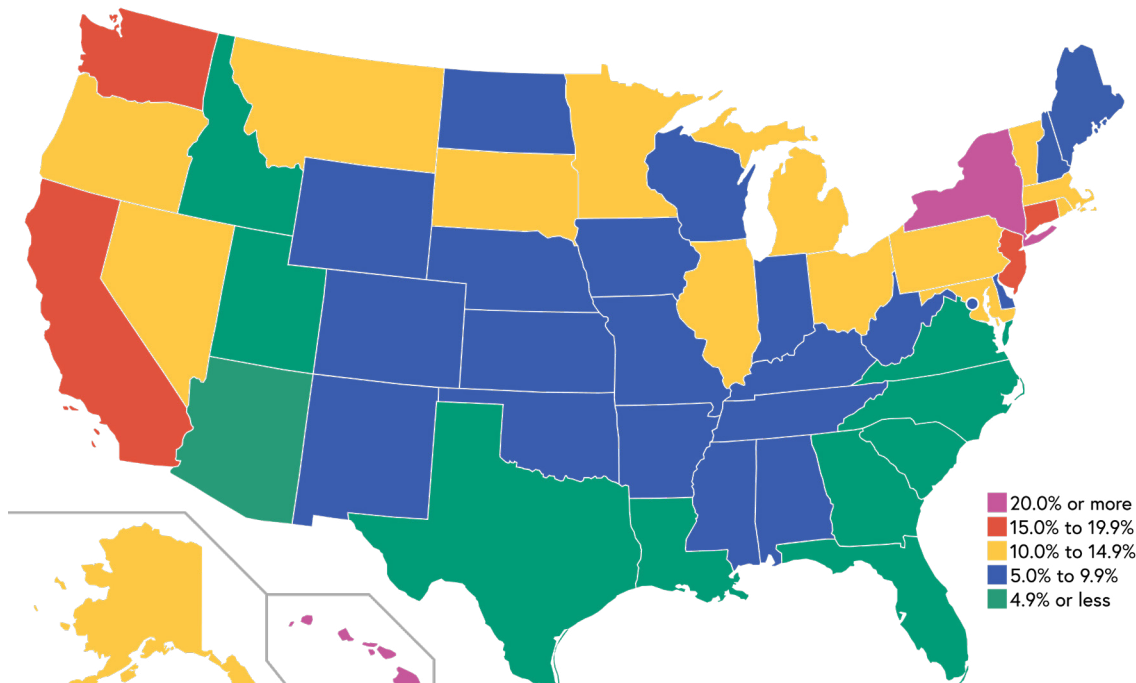 20.0% or more
15.0% to 19.9%
10.0% to 14.9%
5.0% to 9.9%
4.9% or less